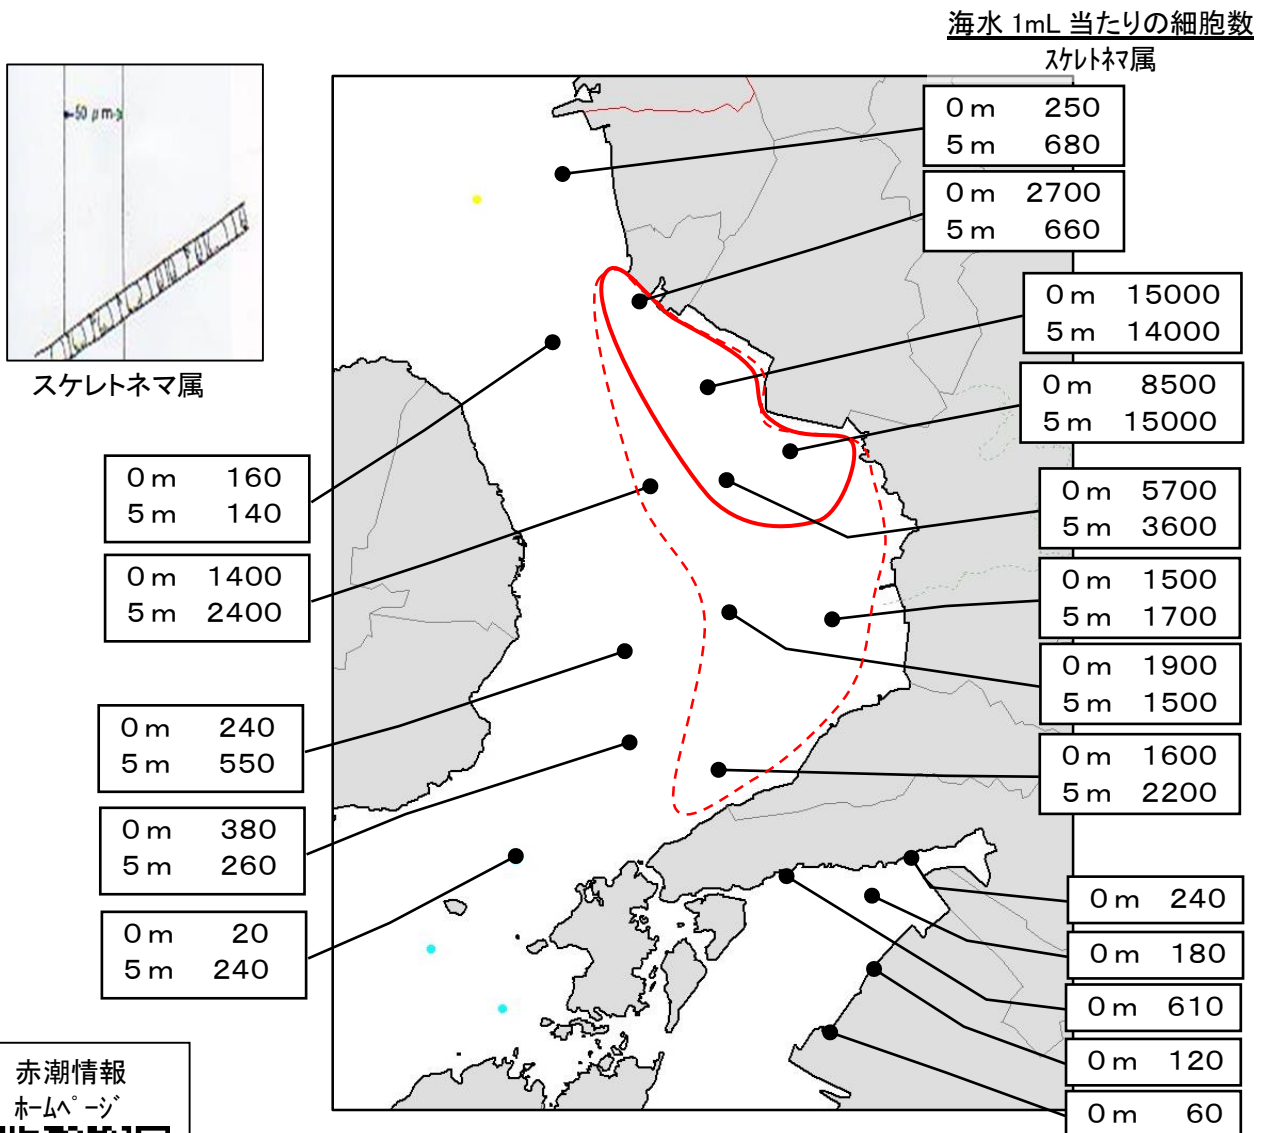 海水 1mL 当たりの細胞数
スケレトネマ属
50 μm
スケレトネマ属
0m 250
5m 680
0m 2700
5m 660
0m 15000
5m 14000
0m 8500
5m 15000
0m 5700
5m 3600
0m 1500
5m 1700
0m 1900
5m 1500
0m 1600
5m 2200
0m 160
5m 140
0m 1400
5m 2400
0m 240
5m 550
0m 380
5m 260
0m 20
5m 240
0m 240
0m 180
0m 610
0m 120
0m 60
赤潮情報
ホームページ